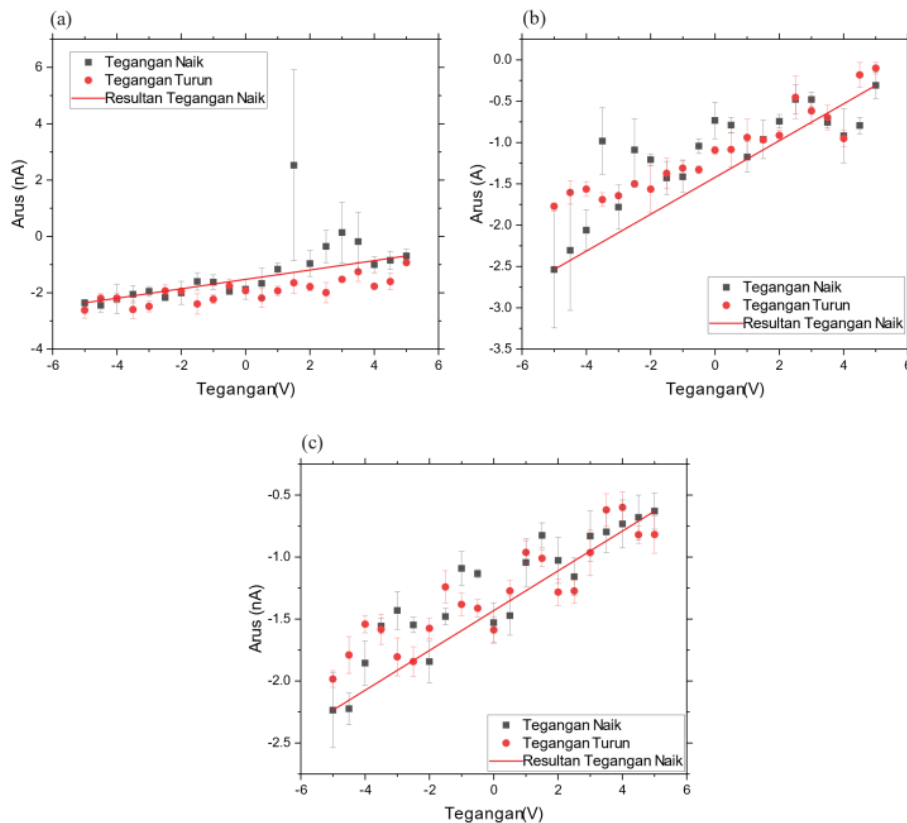 (a)
Tegangan Naik
Tegangan Turun
Resultan Tegangan Naik
6
4
2
0
-2
-4
Arus (nA)
-6
-4
-2
0
2
4
6
Tegangan(V)
(b)
0.0
-0.5
-1.0
-1.5
-2.0
-2.5
-3.0
-3.5
Arus (A)
Tegangan Naik
Tegangan Turun
Resultan Tegangan Naik
-6
-4
-2
0
2
4
6
Tegangan(V)
(c)
-0.5
-1.0
-1.5
-2.0
-2.5
Arus (nA)
Tegangan Naik
Tegangan Turun
Resultan Tegangan Naik
-6
-4
-2
0
2
4
6
Tegangan(V)